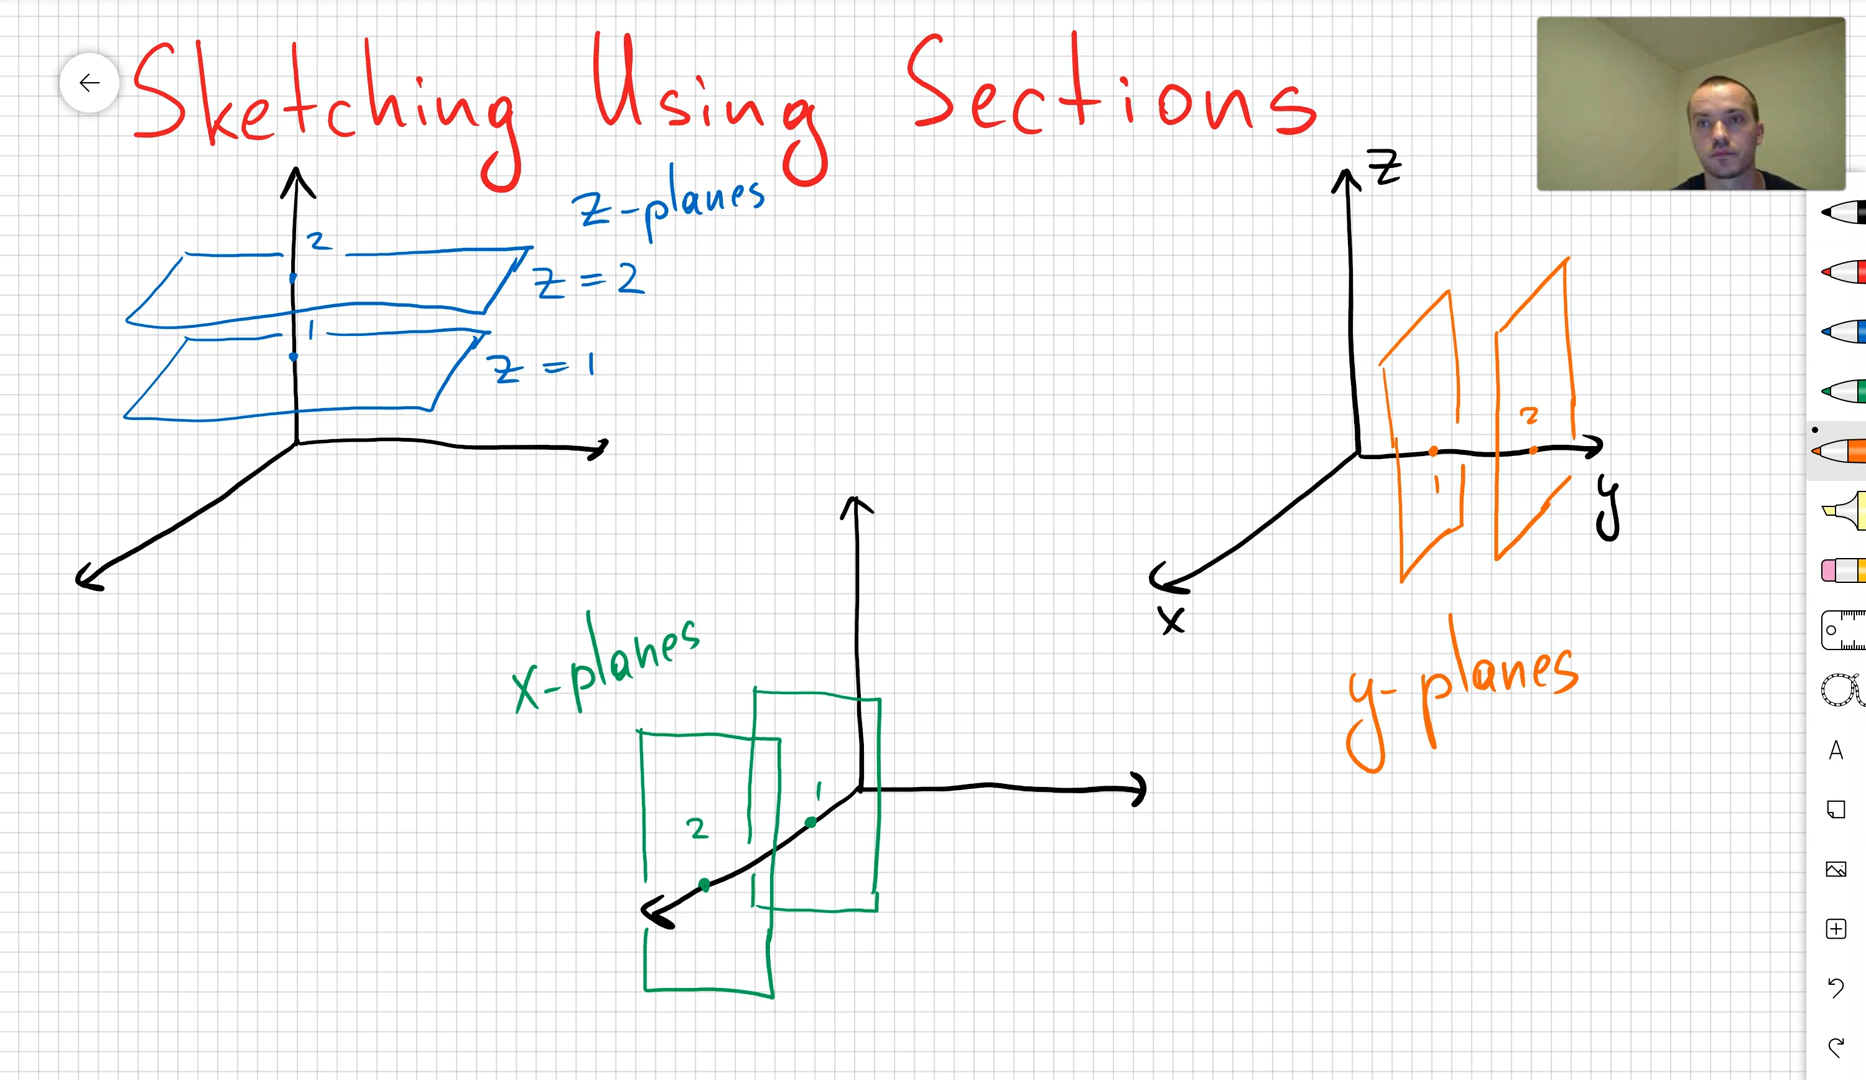 Sketching Using Sections
z-planes
2
z = 2
1
z = 1
z
2
1
y
x
y-planes
x-planes
1
2
A